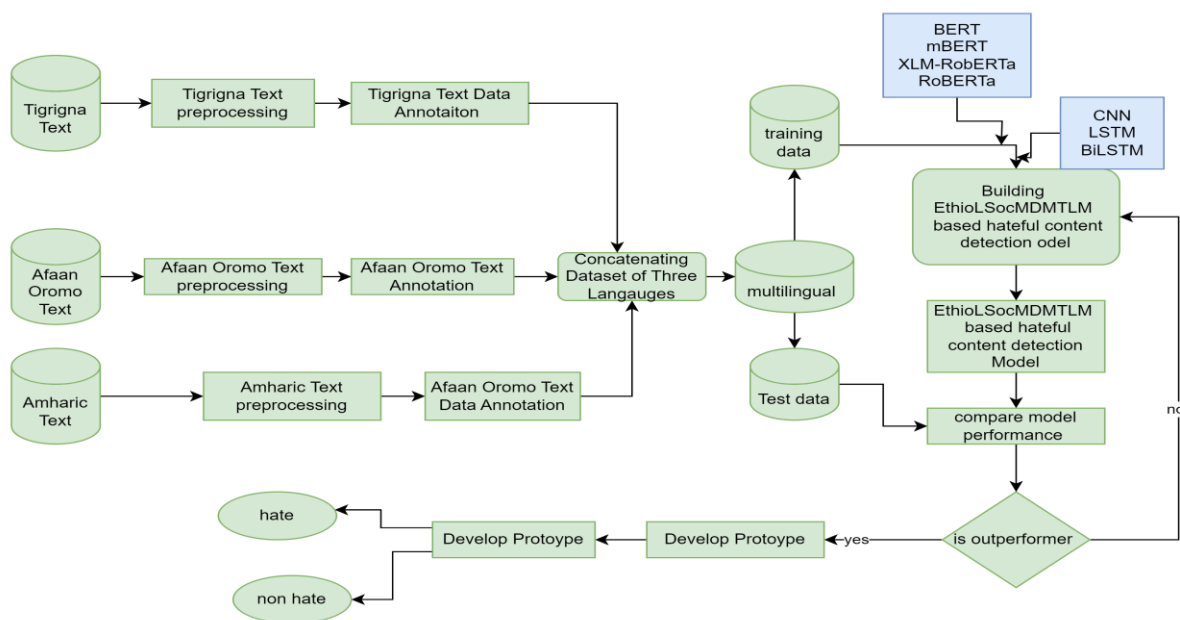 BERT
mBERT
XLM-RobERTa
RoBERTa
CNN
LSTM
BiLSTM
Tigrigna
Text
Tigrigna Text
preprocessing
Tigrigna Text Data
Annotaiton
training
data
Building
EthioLSocMDMTLM
based hateful content
detection odel
Afaan
Oromo
Text
Afaan Oromo Text
preprocessing
Afaan Oromo Text
Annotation
Concatenating
Dataset of Three
Langauges
multilingual
EthioLSocMDMTLM
based hateful
content detection
Model
Amharic
Text
Amharic Text
preprocessing
Afaan Oromo Text
Data Annotation
Test data
compare model
performance
no
hate
non hate
Develop Protoype
Develop Protoype
yes
is outperformer